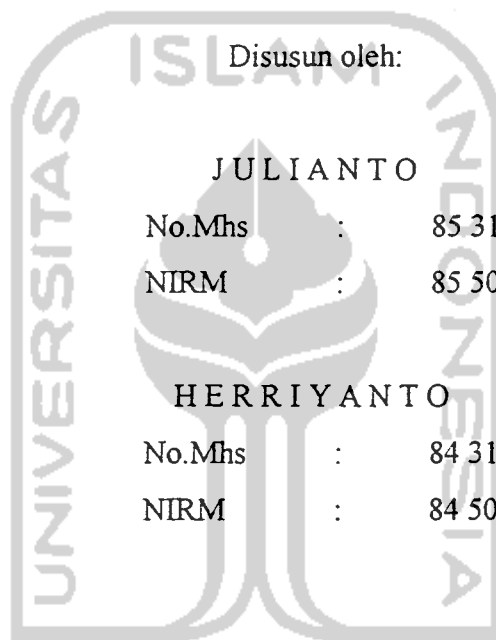 ISLAM
UNIVERSITAS
INDONESIA
Disusun oleh:
JULIANTO
No.Mhs : 85 31
NIRM : 85 50
HERRIYANTO
No.Mhs : 84 31
NIRM : 84 50